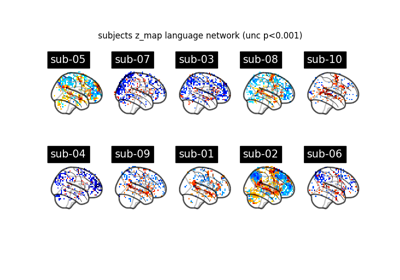 subjects z_map language network (unc p<0.001)
sub-05 sub-07 sub-03 sub-08 sub-10
sub-04 sub-09 sub-01 sub-02 sub-06